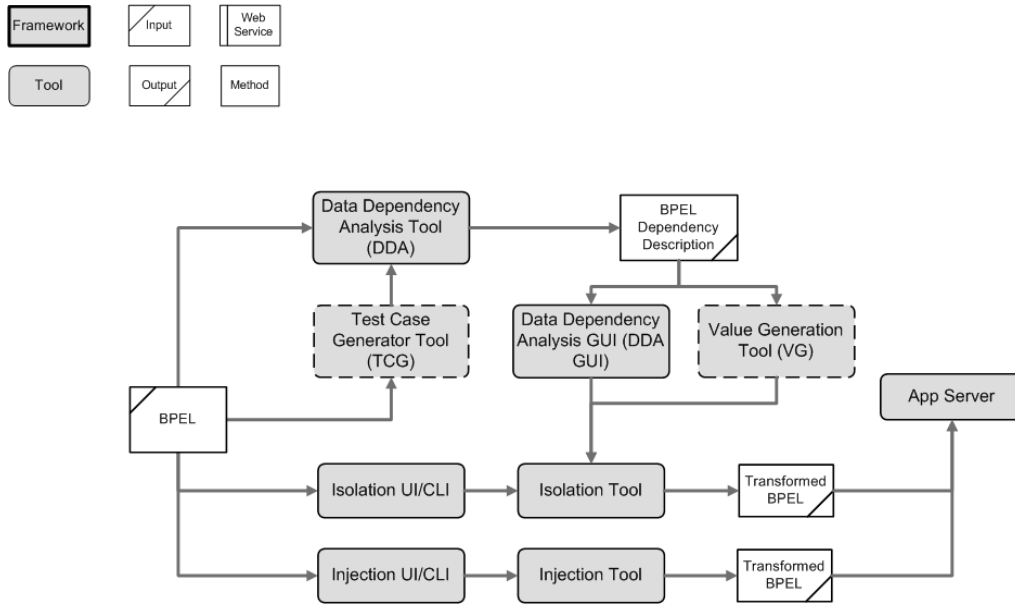 Framework
Input
Web
Service
Tool
Output
Method
Data Dependency
Analysis Tool
(DDA)
BPEL
Dependency
Description
Test Case
Generator Tool
(TCG)
Data Dependency
Analysis GUI (DDA
GUI)
Value Generation
Tool (VG)
BPEL
App Server
Isolation UI/CLI
Isolation Tool
Transformed
BPEL
Injection UI/CLI
Injection Tool
Transformed
BPEL